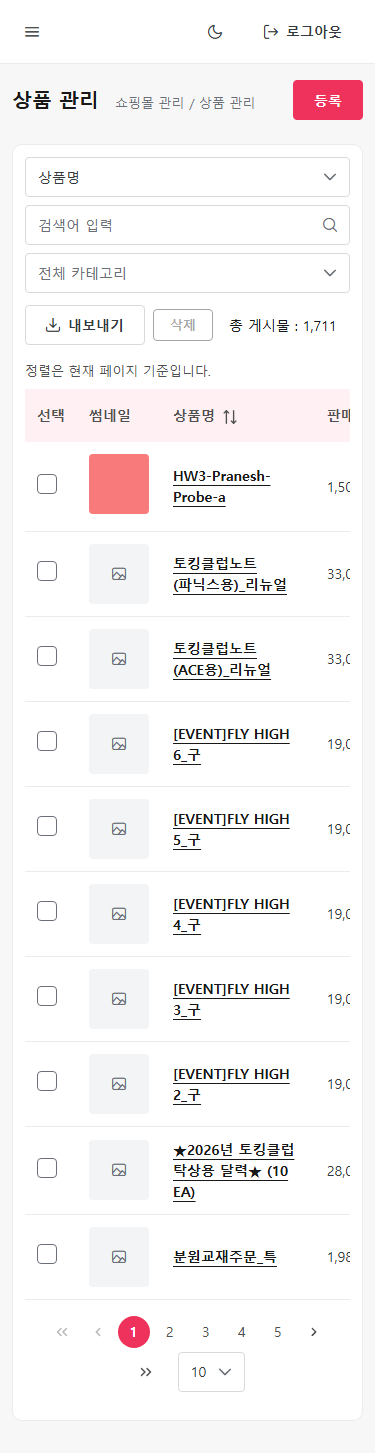 로그아웃
상품 관리 쇼핑몰 관리 / 상품 관리 등록
상품명
검색어 입력
전체 카테고리
내보내기 삭제 총 게시물 : 1,711
정렬은 현재 페이지 기준입니다.
선택 썸네일 상품명
HW3-Pranesh-
Probe-a
토킹클럽노트
(파닉스용)_리뉴얼
토킹클럽노트
(ACE용)_리뉴얼
[EVENT]FLY HIGH
6_구
[EVENT]FLY HIGH
5_구
[EVENT]FLY HIGH
4_구
[EVENT]FLY HIGH
3_구
[EVENT]FLY HIGH
2_구
★2026년 토킹클럽
탁상용 달력★ (10
EA)
분원교재주문_특
1 2 3 4 5
10